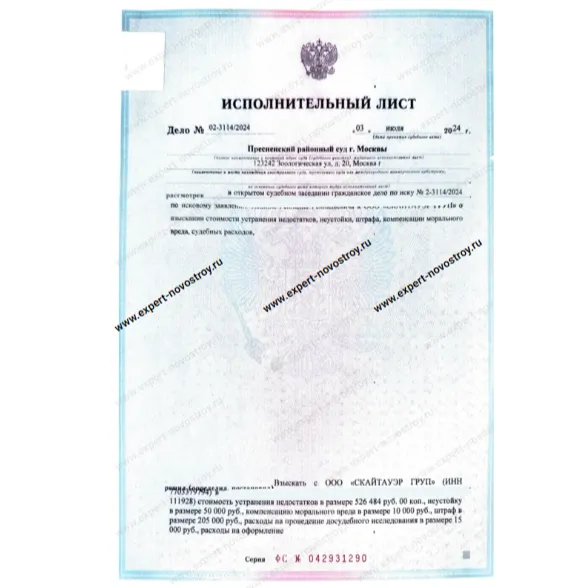 ИСПОЛНИТЕЛЬНЫЙ ЛИСТ
Дело № 02-3114/2024 „03„ июля 2024 г.
(дата принятия судебного акта)
Пресненский районный суд г. Москвы
123242 Зоологическая ул, д. 20, Москва г
рассмотрев в открытом судебном заседании гражданское дело по иску № 2-3114/2024
по исковому о
взыскании стоимости устранения недостатков, неустойки, штрафа, компенсации морального
вреда, судебных расходов,
www.expert-novostroy.ru
www.expert-novostroy.ru
www.expert-novostroy.ru
Взыскать с ООО «СКАЙТАУЭР ГРУП» (ИНН
7703379794) в
111928) стоимость устранения недостатков в размере 526 484 руб. 00 коп., неустойку
в размере 50 000 руб., компенсацию морального вреда в размере 10 000 руб., штраф в
размере 205 000 руб., расходы на проведение досудебного исследования в размере 15
000 руб., расходы на оформление
Серия ФС № 042931290